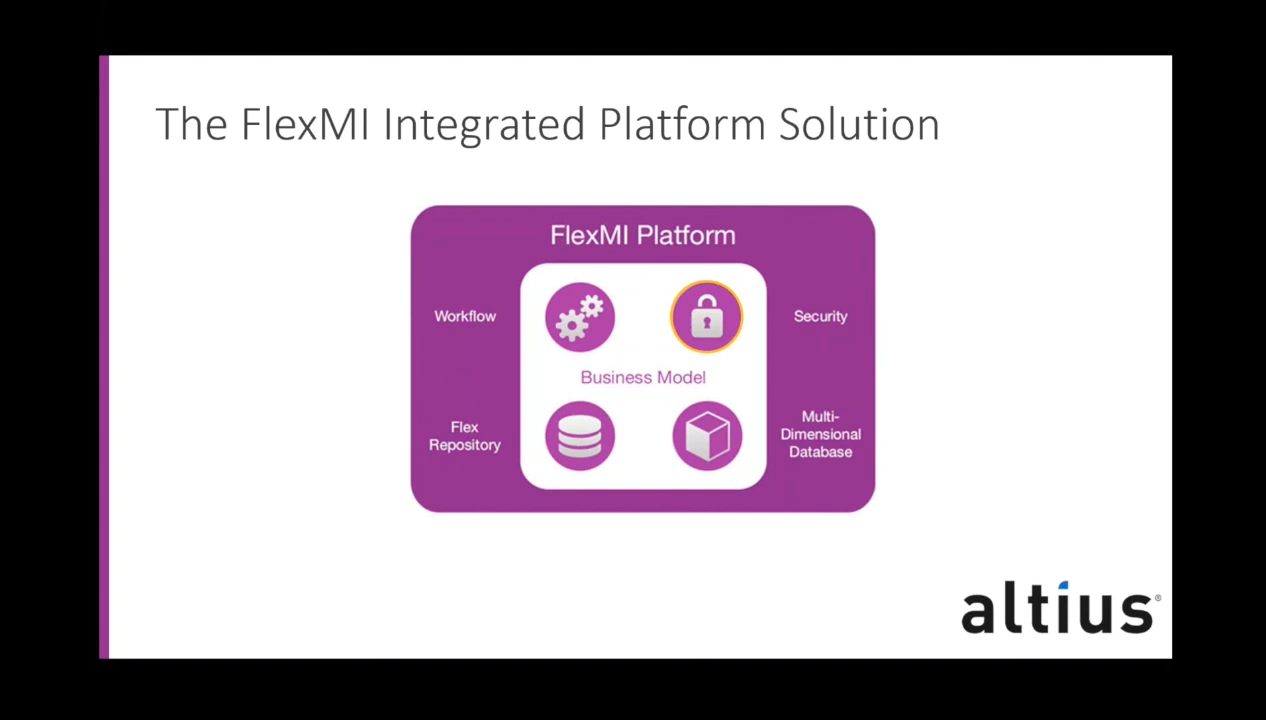 The FlexMI Integrated Platform Solution
FlexMI Platform
Workflow
Security
Business Model
Flex
Repository
Multi-
Dimensional
Database
altius®